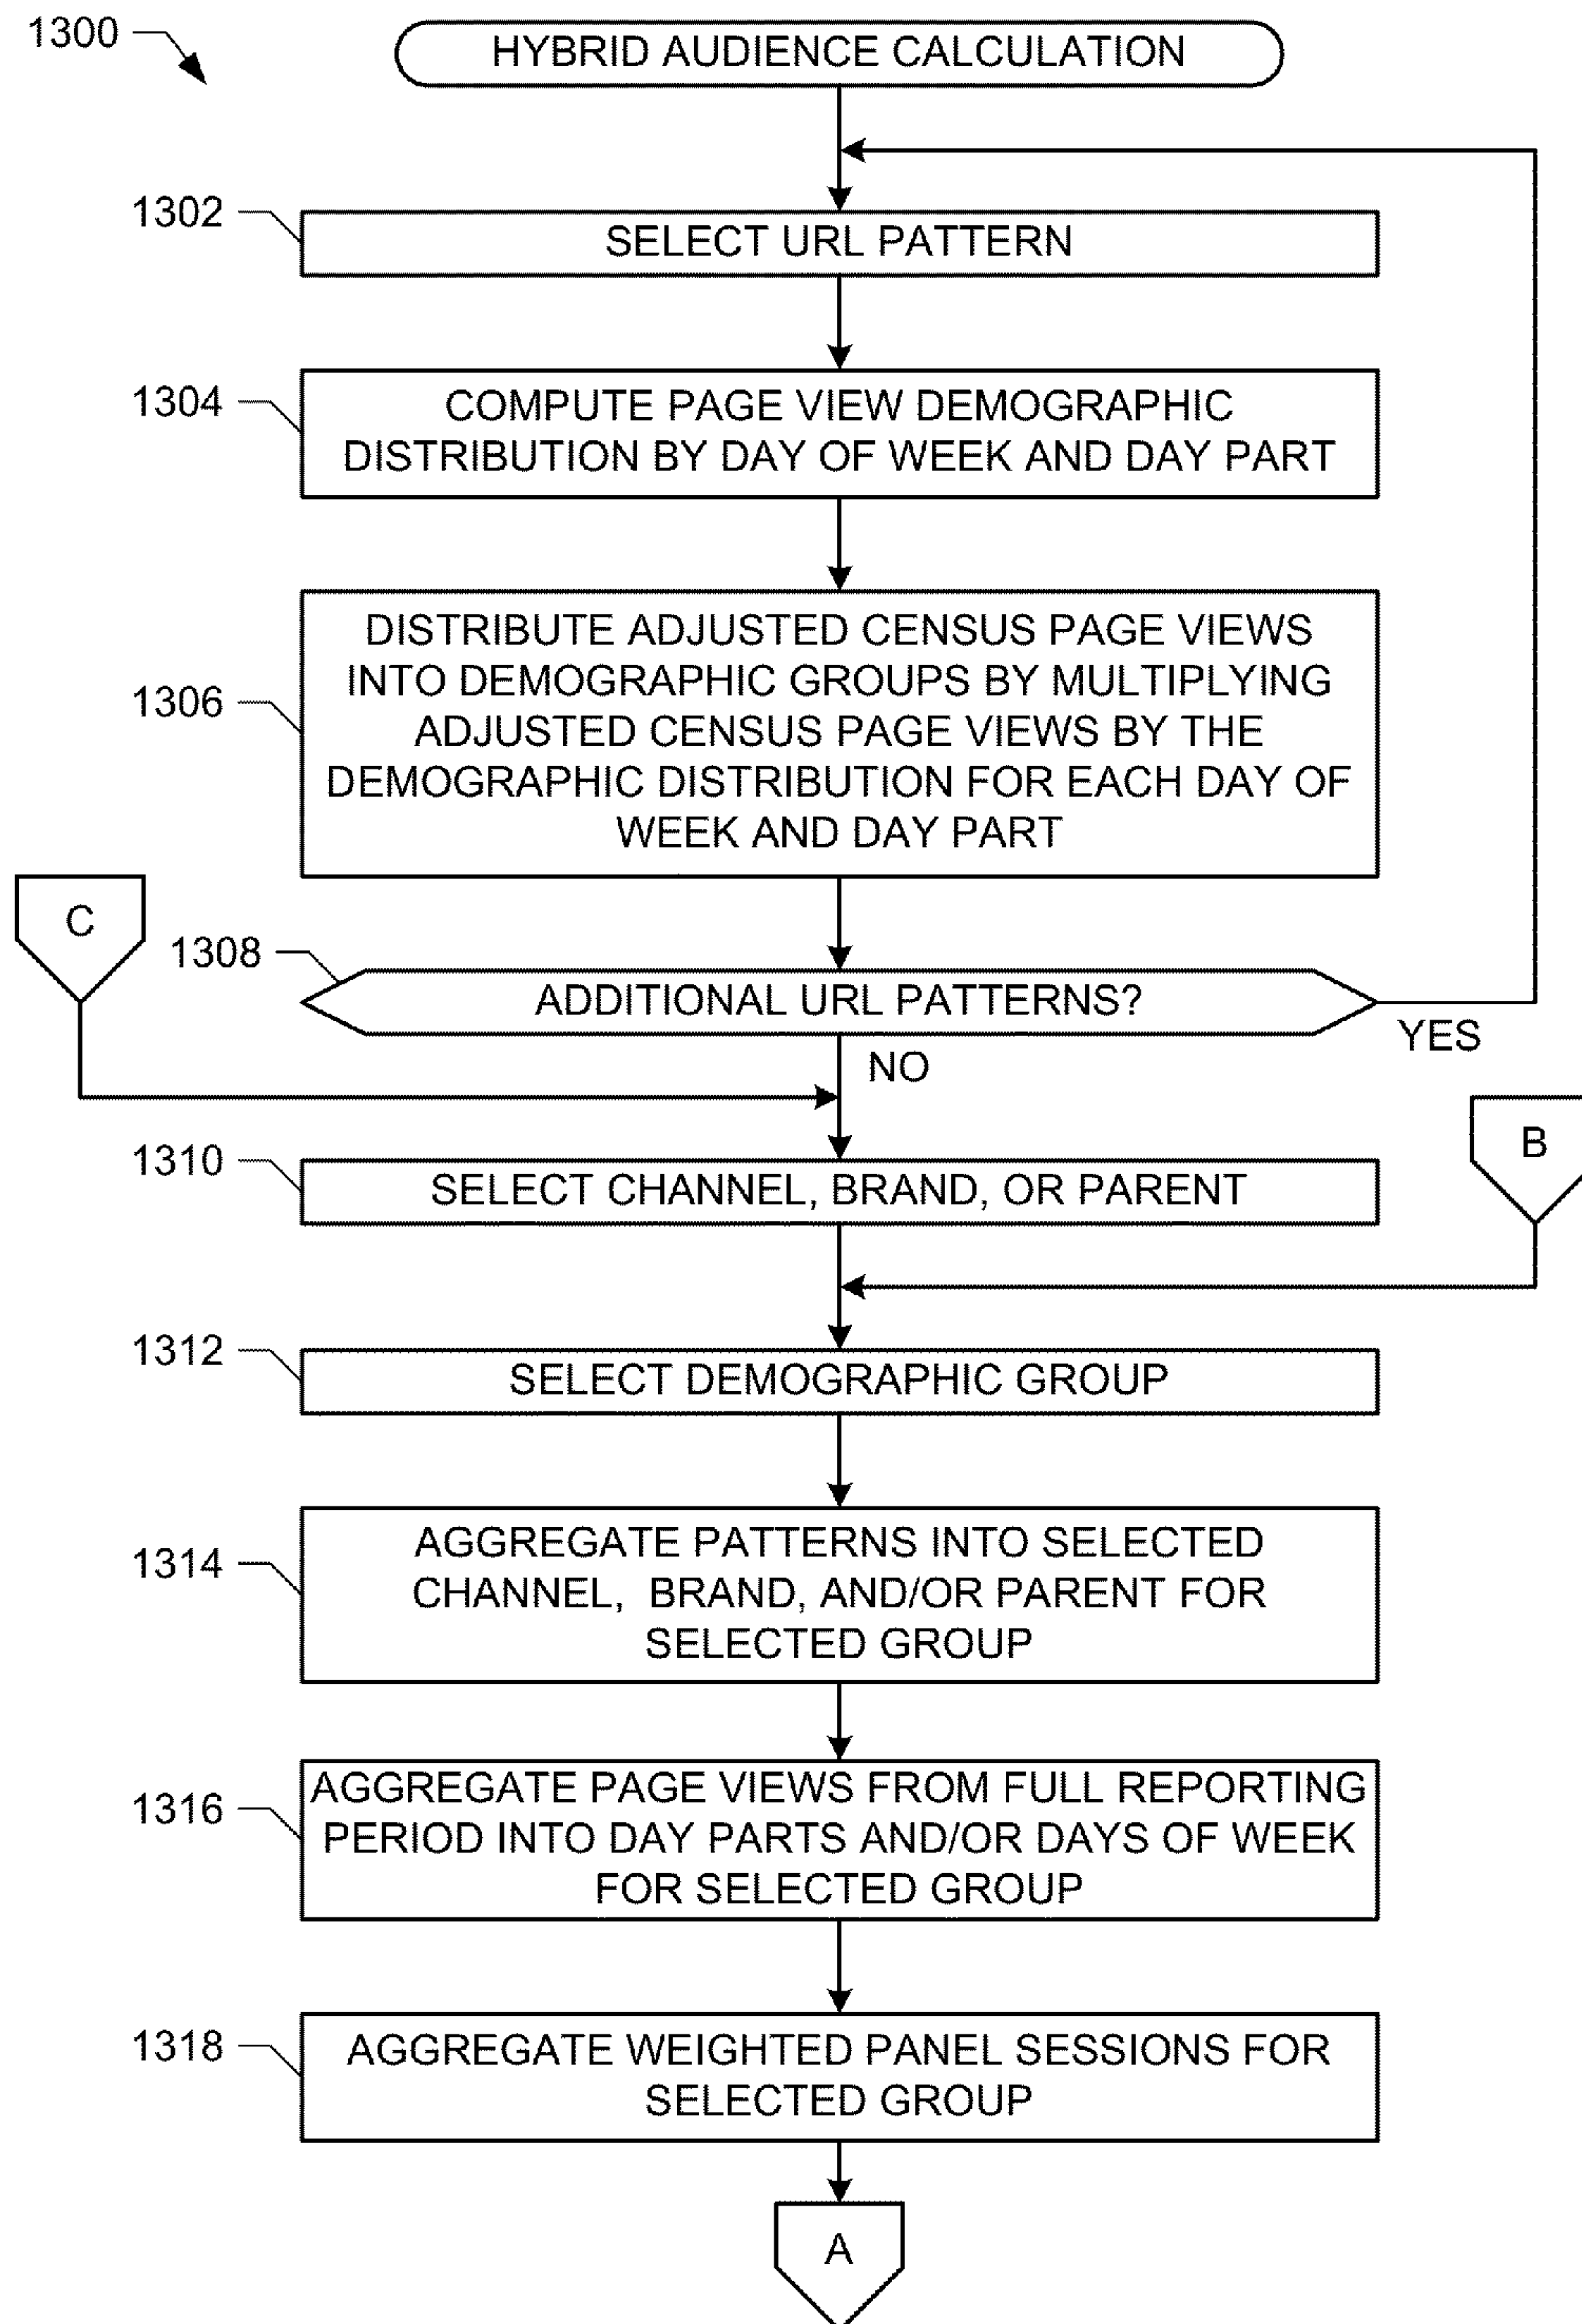 1300
HYBRID AUDIENCE CALCULATION
1302
SELECT URL PATTERN
1304
COMPUTE PAGE VIEW DEMOGRAPHIC
DISTRIBUTION BY DAY OF WEEK AND DAY PART
1306
DISTRIBUTE ADJUSTED CENSUS PAGE VIEWS
INTO DEMOGRAPHIC GROUPS BY MULTIPLYING
ADJUSTED CENSUS PAGE VIEWS BY THE
DEMOGRAPHIC DISTRIBUTION FOR EACH DAY OF
WEEK AND DAY PART
C
1308
ADDITIONAL URL PATTERNS?
YES
NO
B
1310
SELECT CHANNEL, BRAND, OR PARENT
1312
SELECT DEMOGRAPHIC GROUP
1314
AGGREGATE PATTERNS INTO SELECTED
CHANNEL, BRAND, AND/OR PARENT FOR
SELECTED GROUP
1316
AGGREGATE PAGE VIEWS FROM FULL REPORTING
PERIOD INTO DAY PARTS AND/OR DAYS OF WEEK
FOR SELECTED GROUP
1318
AGGREGATE WEIGHTED PANEL SESSIONS FOR
SELECTED GROUP
A